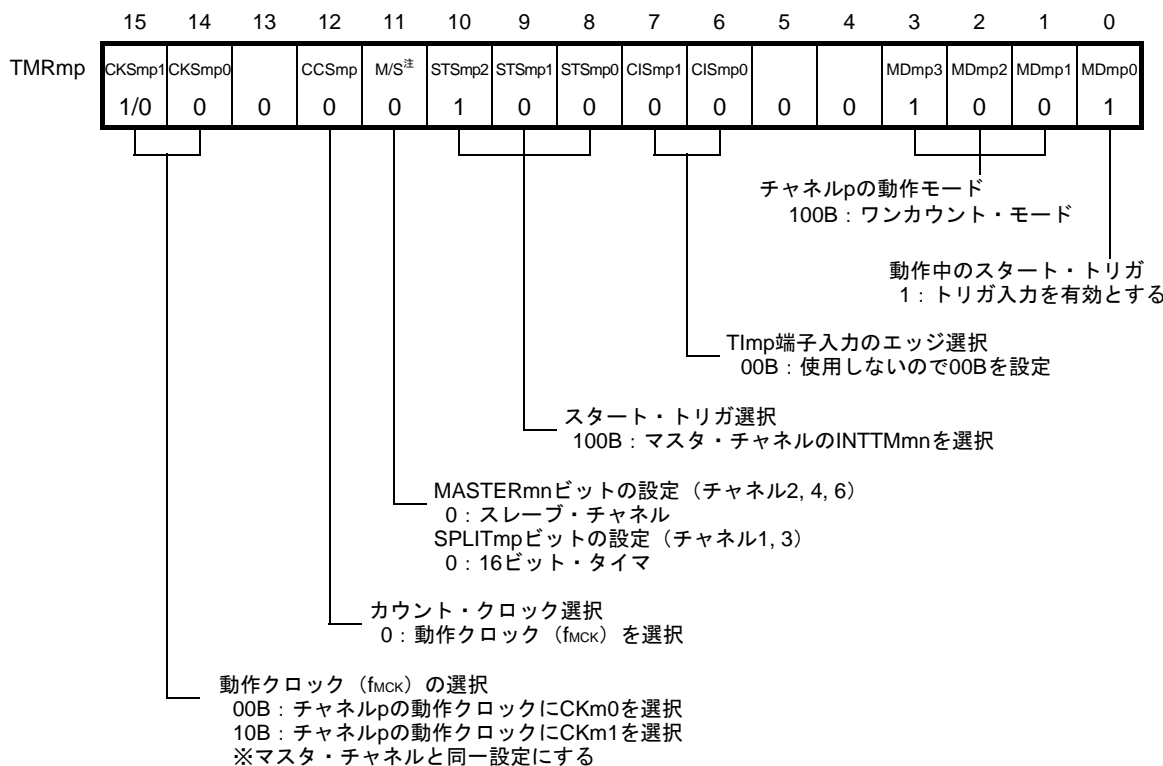 15 14 13 12 11 10 9 8 7 6 5 4 3 2 1 0
TMRmp CKSmp1 CKSmp0 CCSmp M/S注 STSmp2 STSmp1 STSmp0 CISmp1 CISmp0 MDmp3 MDmp2 MDmp1 MDmp0
1/0 0 0 0 0 1 0 0 0 0 0 0 1 0 0 1
チャネルpの動作モード
100B：ワンカウント・モード
動作中のスタート・トリガ
1：トリガ入力を有効とする
TImp端子入力のエッジ選択
00B：使用しないので00Bを設定
スタート・トリガ選択
100B：マスタ・チャネルのINTTMmnを選択
MASTERmnビットの設定（チャネル2, 4, 6）
0：スレーブ・チャネル
SPLITmpビットの設定（チャネル1, 3）
0：16ビット・タイマ
カウント・クロック選択
0：動作クロック（fMCK）を選択
動作クロック（fMCK）の選択
00B：チャネルpの動作クロックにCKm0を選択
10B：チャネルpの動作クロックにCKm1を選択
※マスタ・チャネルと同一設定にする